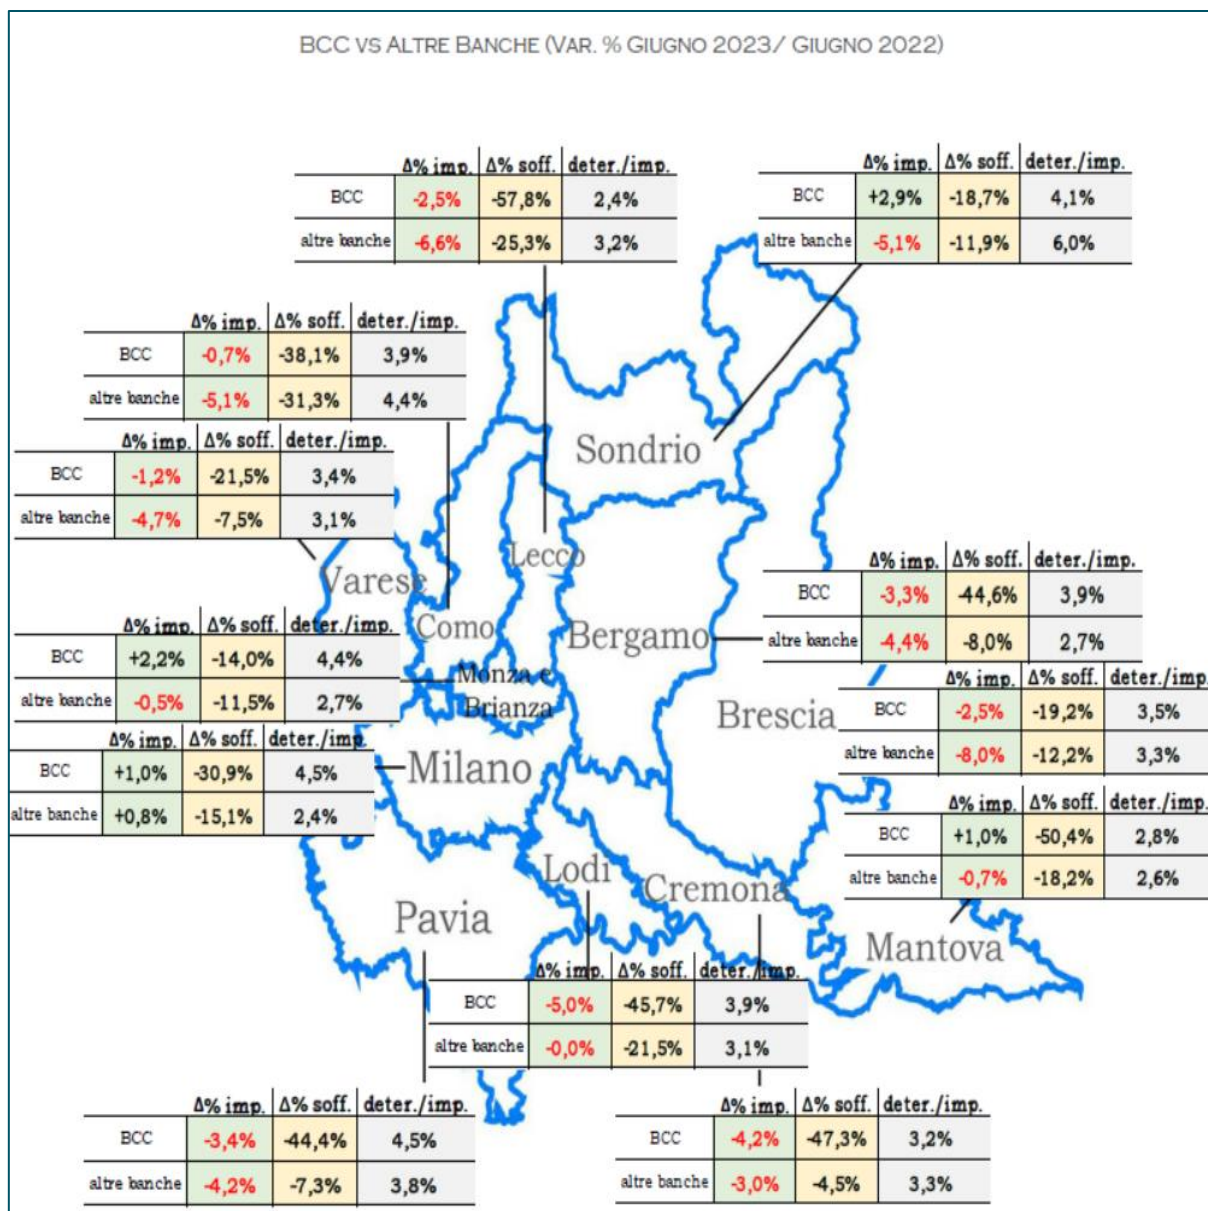 BCC VS ALTRE BANCHE (VAR. % GIUGNO 2023/ GIUGNO 2022)
Δ% imp. Δ% soff. deter./imp.
BCC -2,5% -57,8% 2,4%
altre banche -6,6% -25,3% 3,2%
Δ% imp. Δ% soff. deter./imp.
BCC +2,9% -18,7% 4,1%
altre banche -5,1% -11,9% 6,0%
Δ% imp. Δ% soff. deter./imp.
BCC -0,7% -38,1% 3,9%
altre banche -5,1% -31,3% 4,4%
Sondrio
Δ% imp. Δ% soff. deter./imp.
BCC -1,2% -21,5% 3,4%
altre banche -4,7% -7,5% 3,1%
Lecco
Varese
Δ% imp. Δ% soff. deter./imp.
BCC -3,3% -44,6% 3,9%
altre banche -4,4% -8,0% 2,7%
Como
Bergamo
Δ% imp. Δ% soff. deter./imp.
BCC +2,2% -14,0% 4,4%
altre banche -0,5% -11,5% 2,7%
Monza e
Brianza
Brescia
Δ% imp. Δ% soff. deter./imp.
BCC -2,5% -19,2% 3,5%
altre banche -8,0% -12,2% 3,3%
Δ% imp. Δ% soff. deter./imp
BCC +1,0% -30,9% 4,5%
altre banche +0,8% -15,1% 2,4%
Milano
Δ% imp. Δ% soff. deter./imp.
BCC +1,0% -50,4% 2,8%
altre banche -0,7% -18,2% 2,6%
Lodi
Cremona
Pavia
Mantova
Δ% imp. Δ% soff. deter./imp.
BCC -5,0% -45,7% 3,9%
altre banche -0,0% -21,5% 3,1%
Δ% imp. Δ% soff. deter./imp.
BCC -3,4% -44,4% 4,5%
altre banche -4,2% -7,3% 3,8%
Δ% imp. Δ% soff. deter./imp.
BCC -4,2% -47,3% 3,2%
altre banche -3,0% -4,5% 3,3%